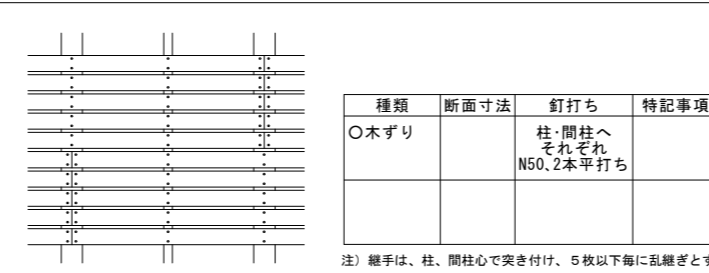 種類 断面寸法 釘打ち 特記事項
〇木ずり 柱・間柱へ
それぞれ
N50、2本平打ち
注）継手は、柱、間柱心で突き付け、５枚以下毎に乱継ぎとす